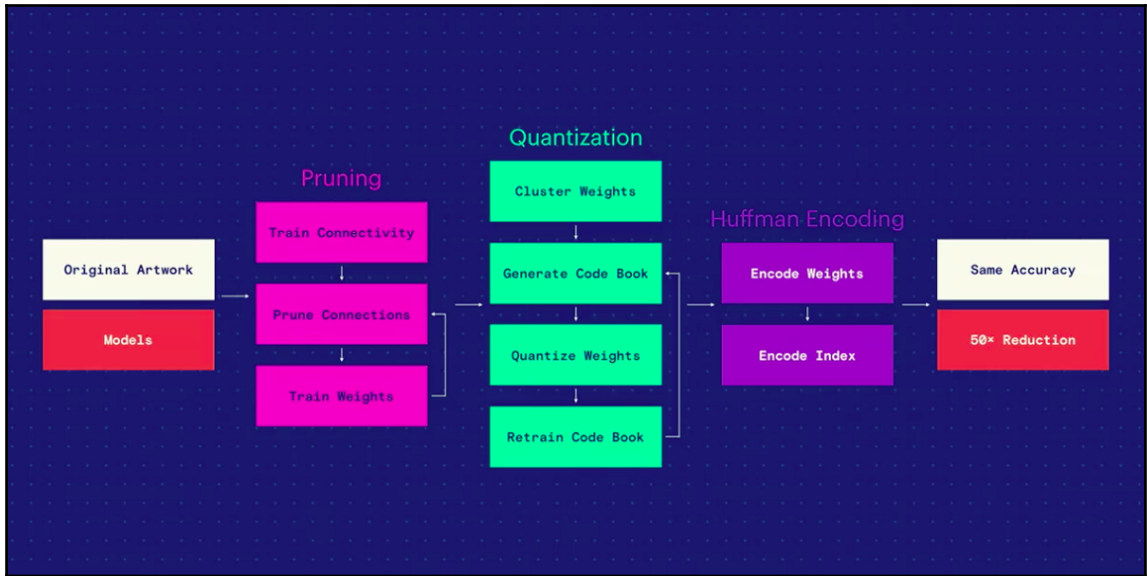 Original Artwork
Models
Pruning
Train Connectivity
Prune Connections
Train Weights
Quantization
Cluster Weights
Generate Code Book
Quantize Weights
Retrain Code Book
Huffman Encoding
Encode Weights
Encode Index
Same Accuracy
50× Reduction